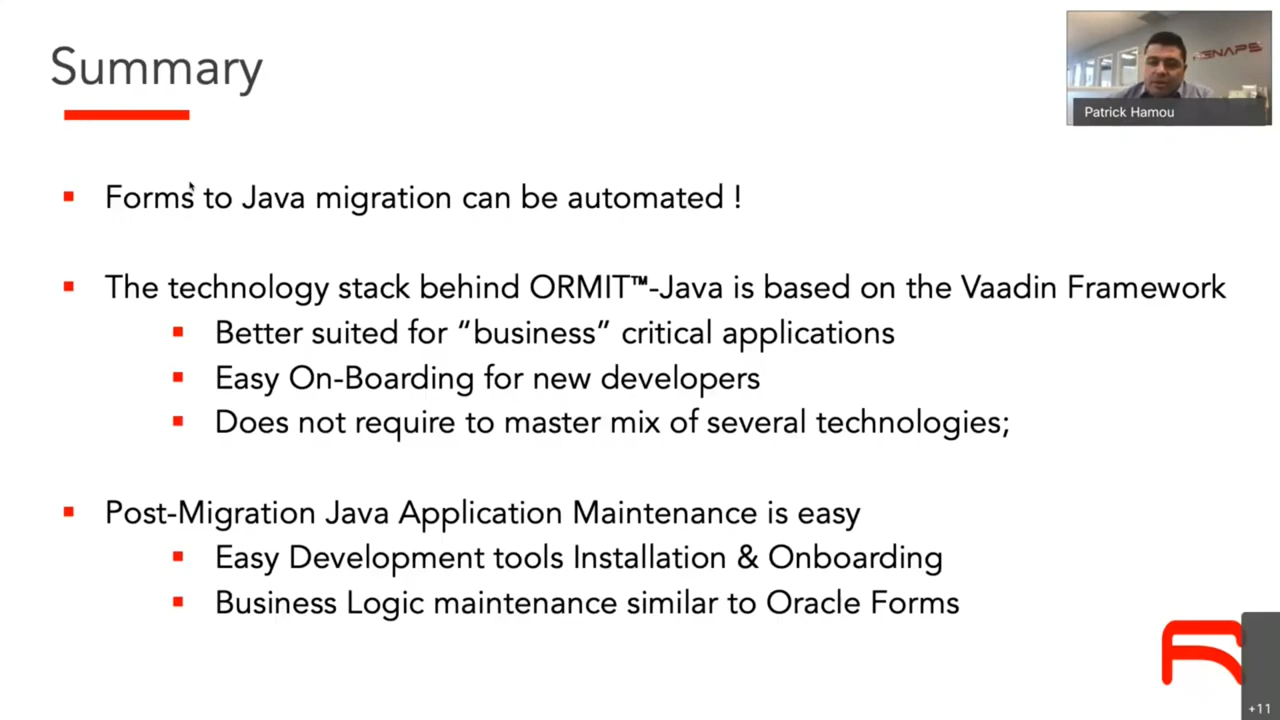 Summary
RENAPS
Patrick Hamou
Forms to Java migration can be automated !
The technology stack behind ORMIT™-Java is based on the Vaadin Framework
Better suited for “business” critical applications
Easy On-Boarding for new developers
Does not require to master mix of several technologies;
Post-Migration Java Application Maintenance is easy
Easy Development tools Installation & Onboarding
Business Logic maintenance similar to Oracle Forms
+11